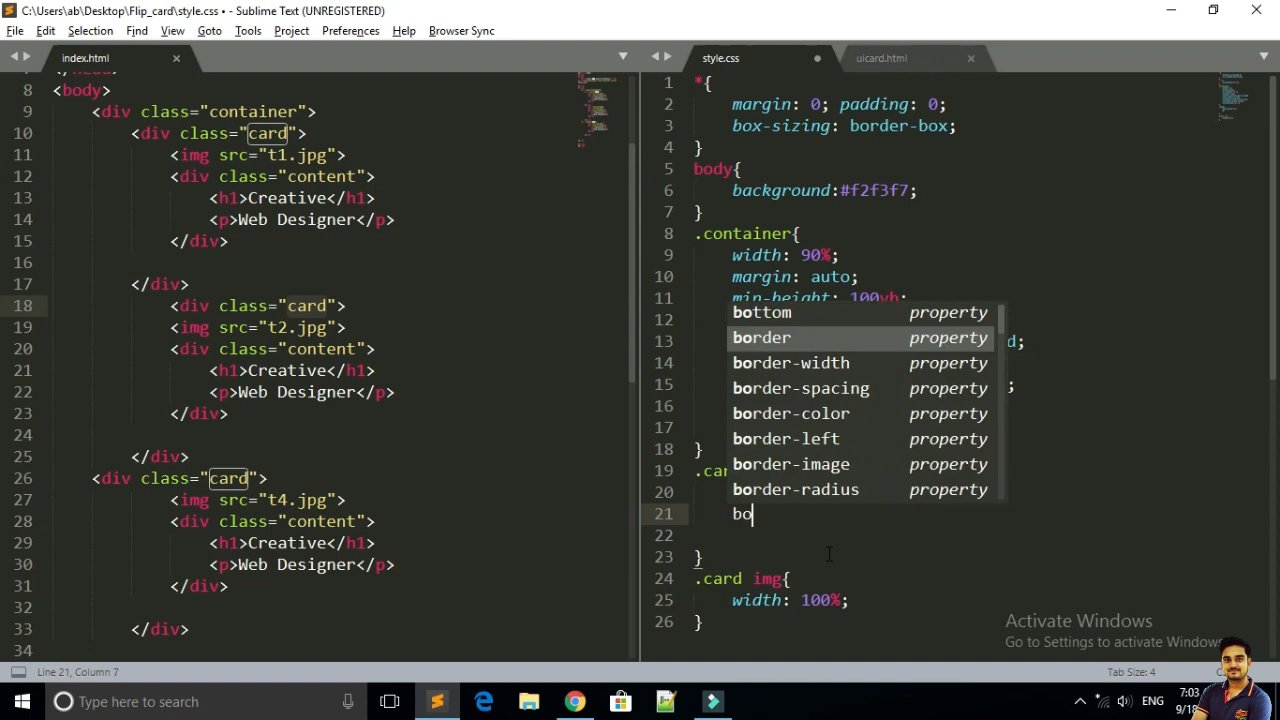 C:\Users\ab\Desktop\Flip_card\style.css • - Sublime Text (UNREGISTERED)
File Edit Selection Find View Goto Tools Project Preferences Help Browser Sync
index.html
8 <body>
9 <div class="container">
10 <div class="card">
11 <img src="t1.jpg">
12 <div class="content">
13 <h1>Creative</h1>
14 <p>Web Designer</p>
15 </div>
16
17 </div>
18 <div class="card">
19 <img src="t2.jpg">
20 <div class="content">
21 <h1>Creative</h1>
22 <p>Web Designer</p>
23 </div>
24
25 </div>
26 <div class="card">
27 <img src="t4.jpg">
28 <div class="content">
29 <h1>Creative</h1>
30 <p>Web Designer</p>
31 </div>
32
33 </div>
34
style.css uicard.html
1 *{
2 margin: 0; padding: 0;
3 box-sizing: border-box;
4 }
5 body{
6 background:#f2f3f7;
7 }
8 .container{
9 width: 90%;
10 margin: auto;
11 min-height: 100vh;
12
13 d;
14
15 ;
16
17
18 }
19 .car
20
21 bo
22
23 }
24 .card img{
25 width: 100%;
26 }
bottom property
border property
border-width property
border-spacing property
border-color property
border-left property
border-image property
border-radius property
Activate Windows
Go to Settings to activate Windows
Line 21, Column 7
Tab Size: 4
Type here to search
ENG
7:03
9/18